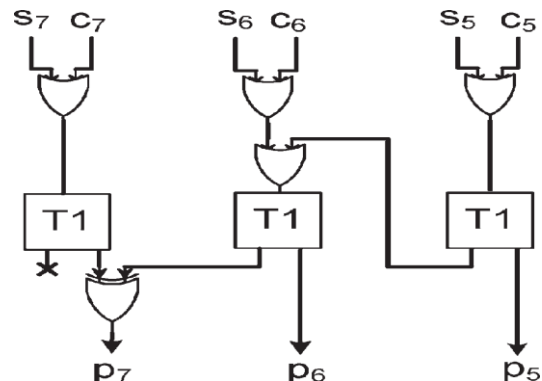 s₇ c₇ s₆ c₆ s₅ c₅
T1 T1 T1
p₇ p₆ p₅